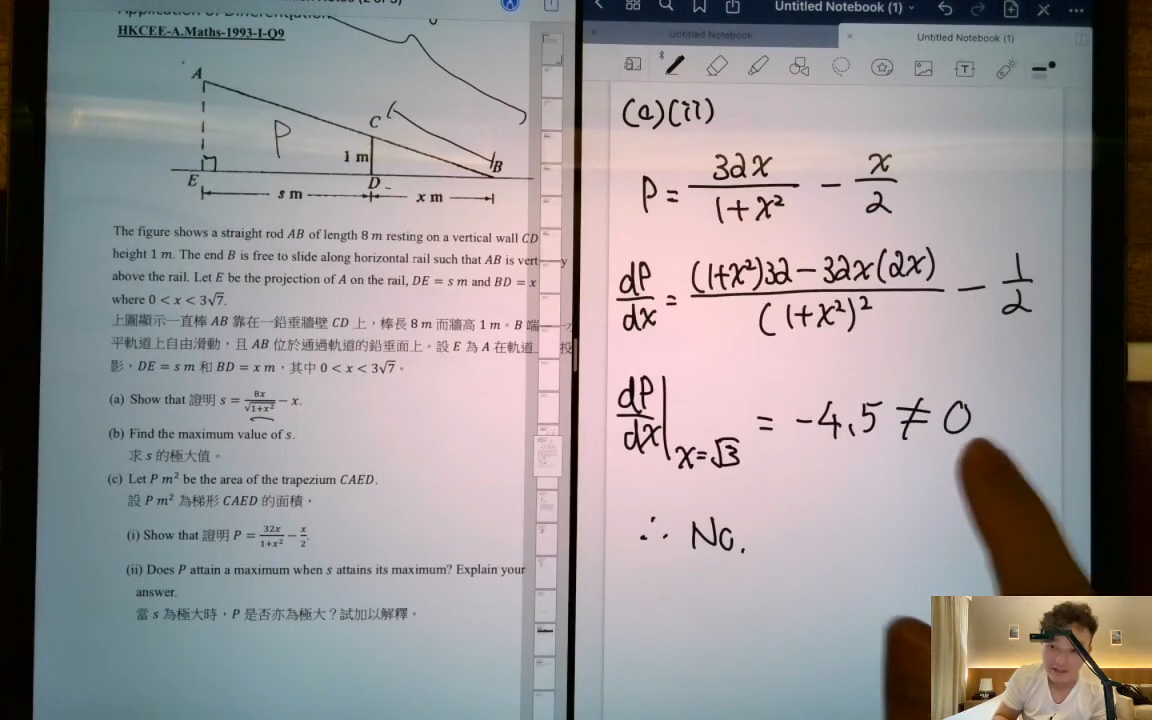 HKCEE-A.Maths-1993-I-Q9
A
P
C
1 m
B
E
D
s m
x m
The figure shows a straight rod AB of length 8 m resting on a vertical wall CD
height 1 m. The end B is free to slide along horizontal rail such that AB is vert
above the rail. Let E be the projection of A on the rail, DE = s m and BD = x
where 0 < x < 3√7.
上圖顯示一直棒 AB 靠在一鉛垂牆壁 CD 上，棒長 8 m 而牆高 1 m。B 端
平軌道上自由滑動，且 AB 位於通過軌道的鉛垂面上。設 E 為 A 在軌道 投
影，DE = s m 和 BD = x m，其中 0 < x < 3√7。
(a) Show that 證明 s = 8x/√(1+x²) − x.
(b) Find the maximum value of s.
求 s 的極大值。
(c) Let P m² be the area of the trapezium CAED.
設 P m² 為梯形 CAED 的面積，
(i) Show that 證明 P = 32x/(1+x²) − x/2.
(ii) Does P attain a maximum when s attains its maximum? Explain your
answer.
當 s 為極大時，P 是否亦為極大？試加以解釋。
Untitled Notebook (1)
Untitled Notebook
Untitled Notebook (1)
(a)(ii)
P = 32x/(1+x²) − x/2
dP/dx = ((1+x²)32 − 32x(2x))/(1+x²)² − 1/2
dP/dx | x=√3 = −4.5 ≠ 0
∴ No.